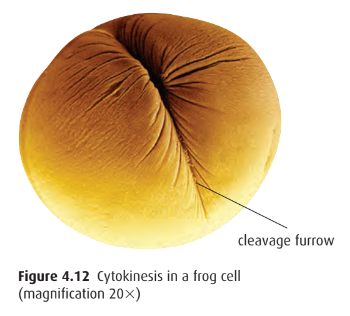 cleavage furrow
Figure 4.12 Cytokinesis in a frog cell
(magnification 20×)